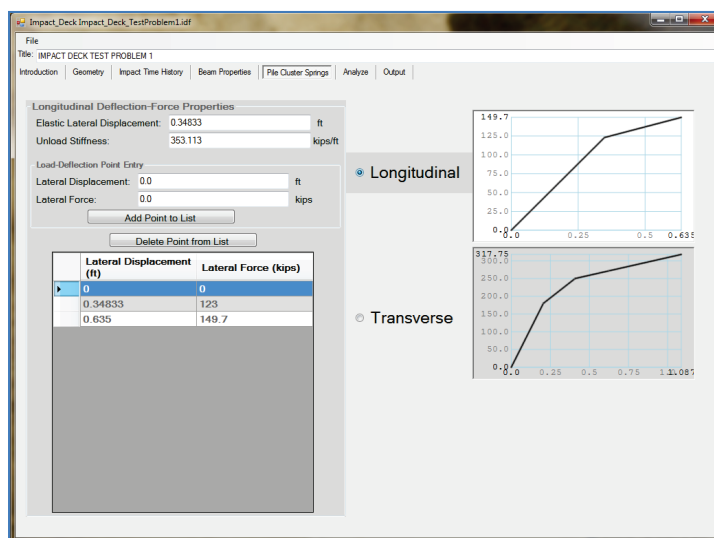 Impact_Deck Impact_Deck_TestProblem1.idf
File
Title: IMPACT DECK TEST PROBLEM 1
Introduction Geometry Impact Time History Beam Properties Pile Cluster Springs Analyze Output
Longitudinal Deflection-Force Properties
Elastic Lateral Displacement: 0.34833 ft
Unload Stiffness: 353.113 kips/ft
Load-Deflection Point Entry
Lateral Displacement: 0.0 ft
Lateral Force: 0.0 kips
Add Point to List
Delete Point from List
Lateral Displacement (ft) Lateral Force (kips)
0 0
0.34833 123
0.635 149.7
Longitudinal
149.7
125.0
100.0
75.0
50.0
25.0
0.0
0.0 0.25 0.5 0.635
Transverse
317.75
300.0
250.0
200.0
150.0
100.0
50.0
0.0
0.0 0.25 0.5 0.75 1.0 1.087